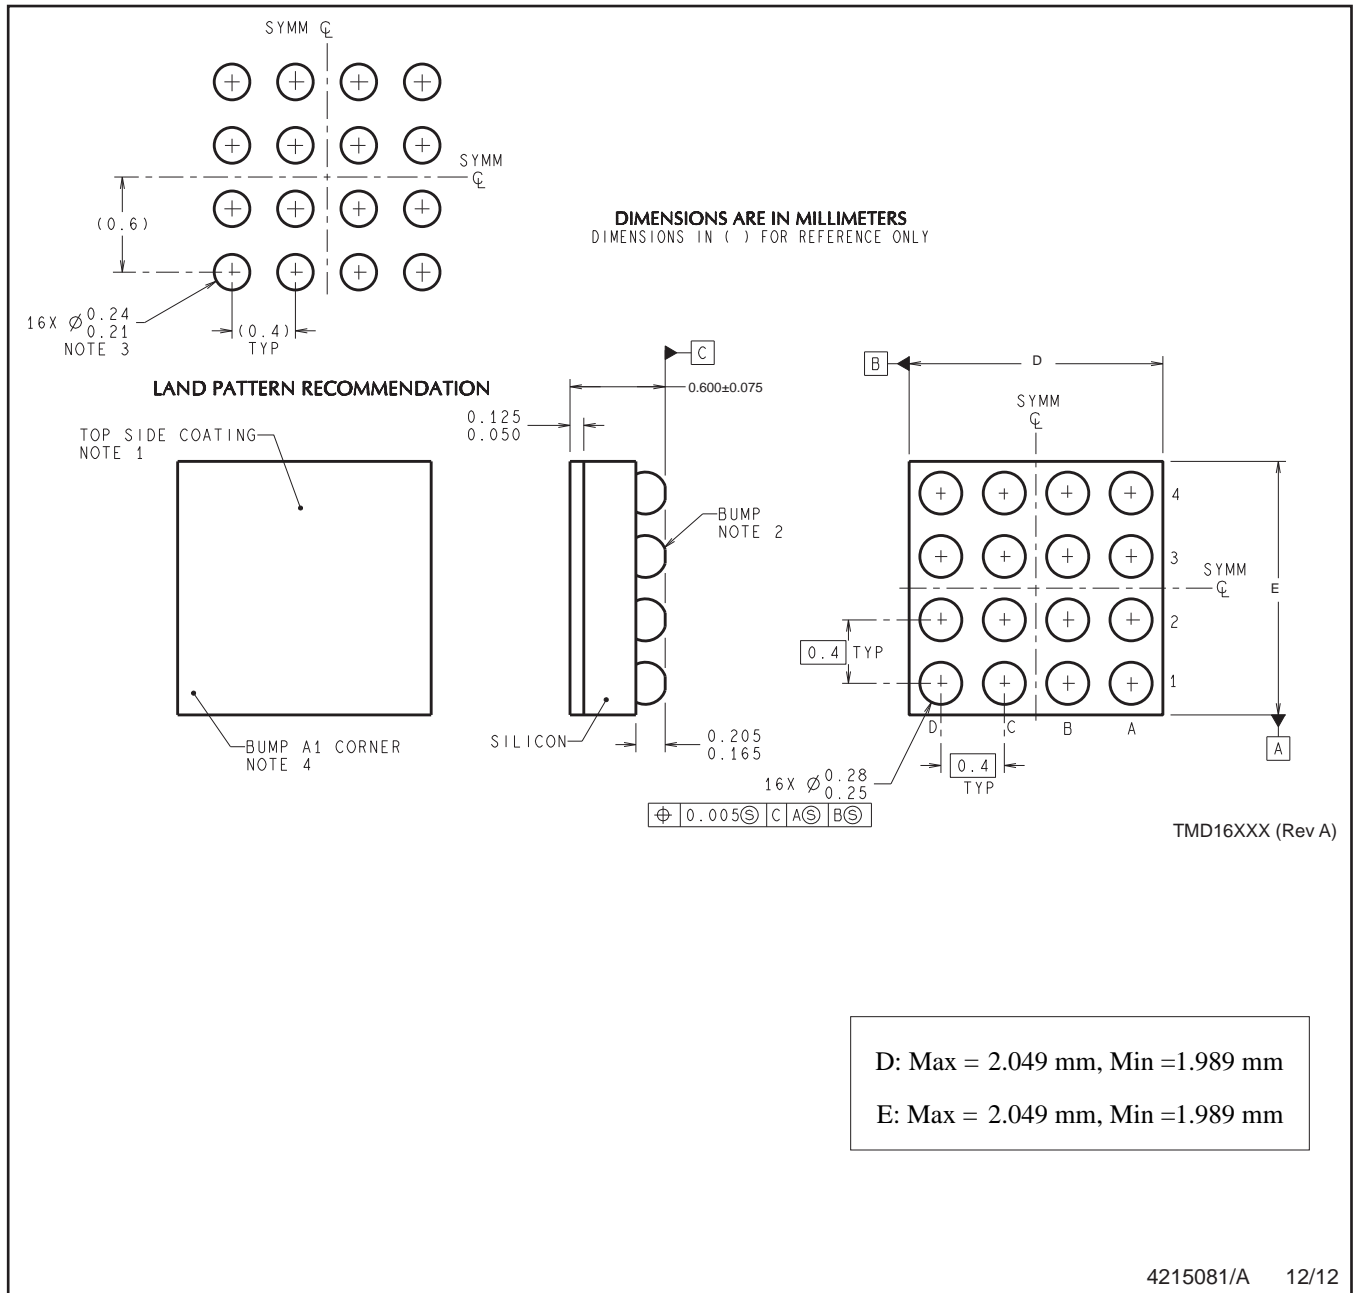 SYMM ℄
SYMM
℄
(0.6)
16X ⌀0.24
0.21
NOTE 3
(0.4)
TYP
DIMENSIONS ARE IN MILLIMETERS
DIMENSIONS IN ( ) FOR REFERENCE ONLY
LAND PATTERN RECOMMENDATION
TOP SIDE COATING
NOTE 1
BUMP A1 CORNER
NOTE 4
C
0.600±0.075
0.125
0.050
BUMP
NOTE 2
SILICON
0.205
0.165
B
D
SYMM
℄
4
3
SYMM
℄
E
2
0.4 TYP
1
D C B A
A
0.4
TYP
16X ⌀0.28
0.25
⌖ 0.005Ⓢ C AⓈ BⓈ
TMD16XXX (Rev A)
D: Max = 2.049 mm, Min =1.989 mm
E: Max = 2.049 mm, Min =1.989 mm
4215081/A 12/12